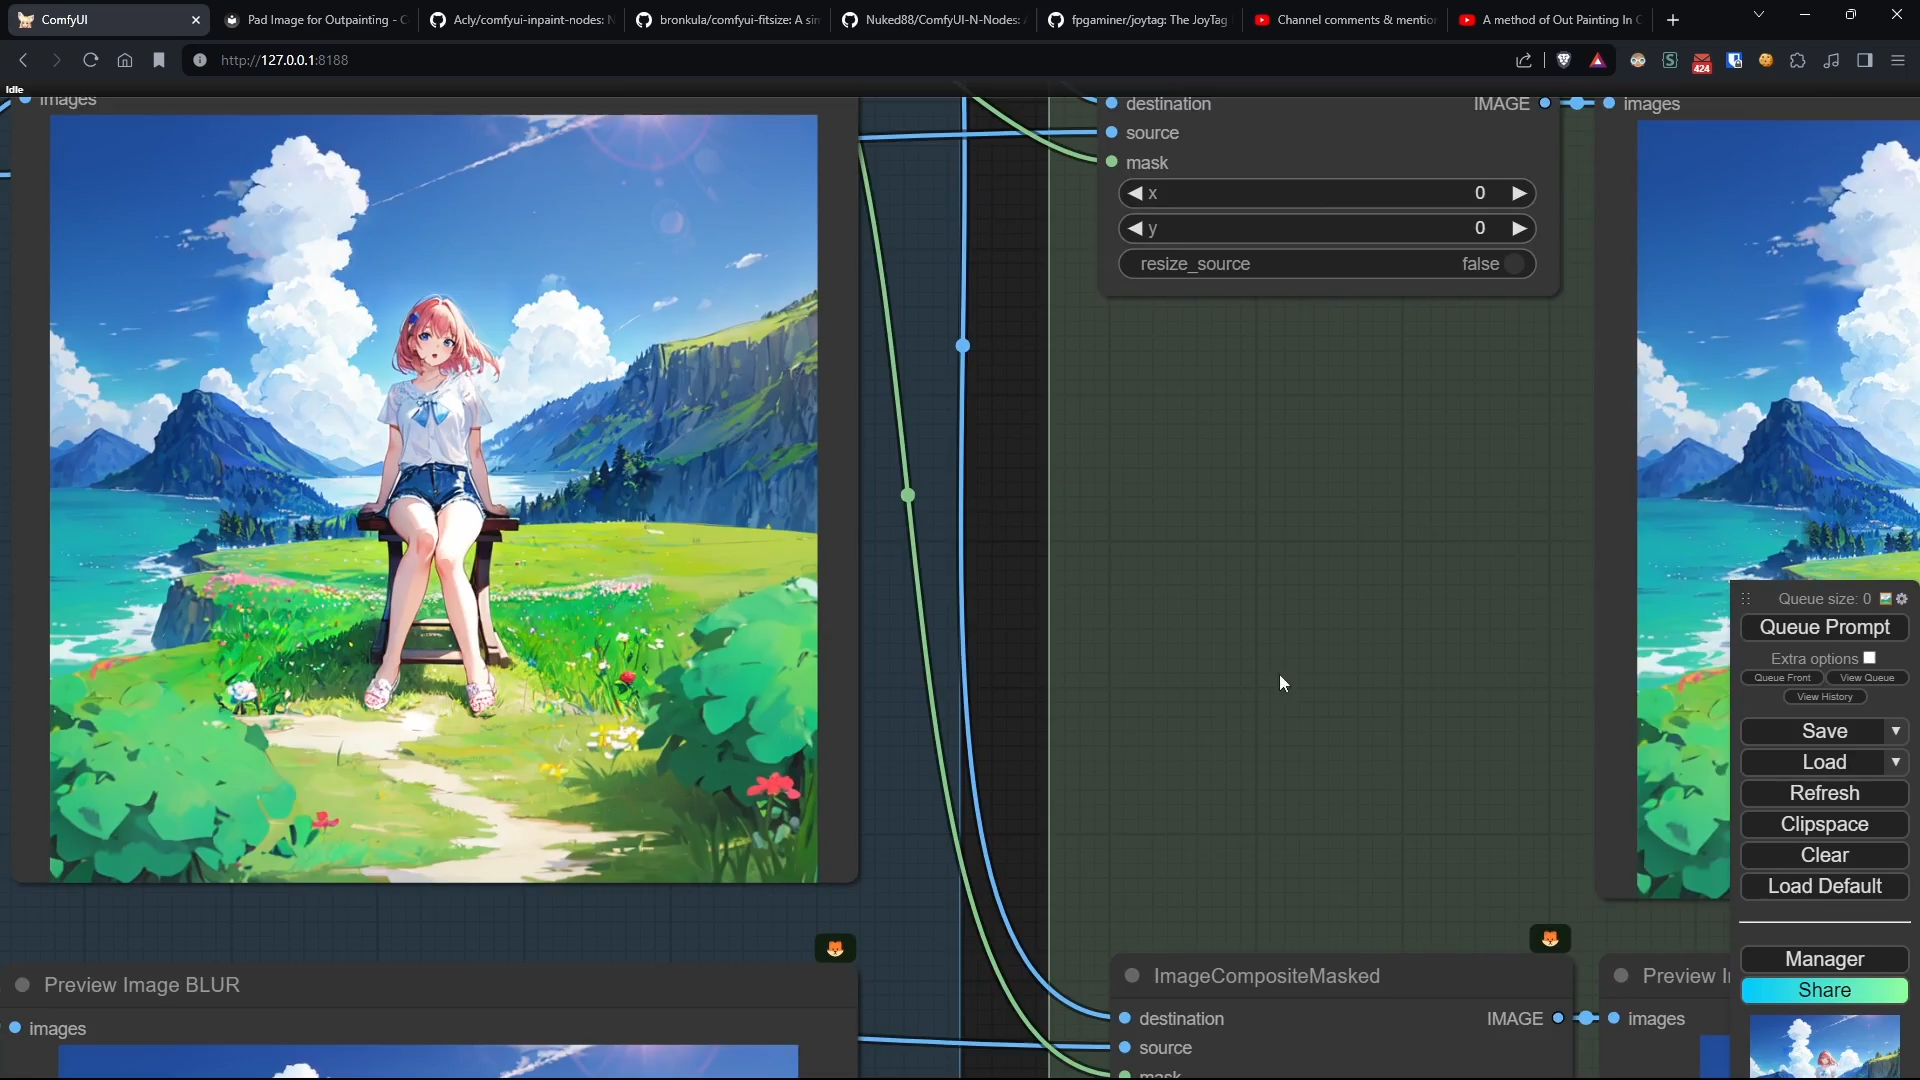 ComfyUI
Pad Image for Outpainting - C
Acly/comfyui-inpaint-nodes: N
bronkula/comfyui-fitsize: A sim
Nuked88/ComfyUI-N-Nodes:
fpgaminer/joytag: The JoyTag
Channel comments & mention
A method of Out Painting In C
http://127.0.0.1:8188
424
Idle
images
destination
IMAGE
images
source
mask
x
0
y
0
resize_source
false
Queue size: 0
Queue Prompt
Extra options
Queue Front
View Queue
View History
Save
Load
Refresh
Clipspace
Clear
Load Default
Manager
Share
Preview Image BLUR
images
ImageCompositeMasked
destination
IMAGE
source
mask
Preview I
images